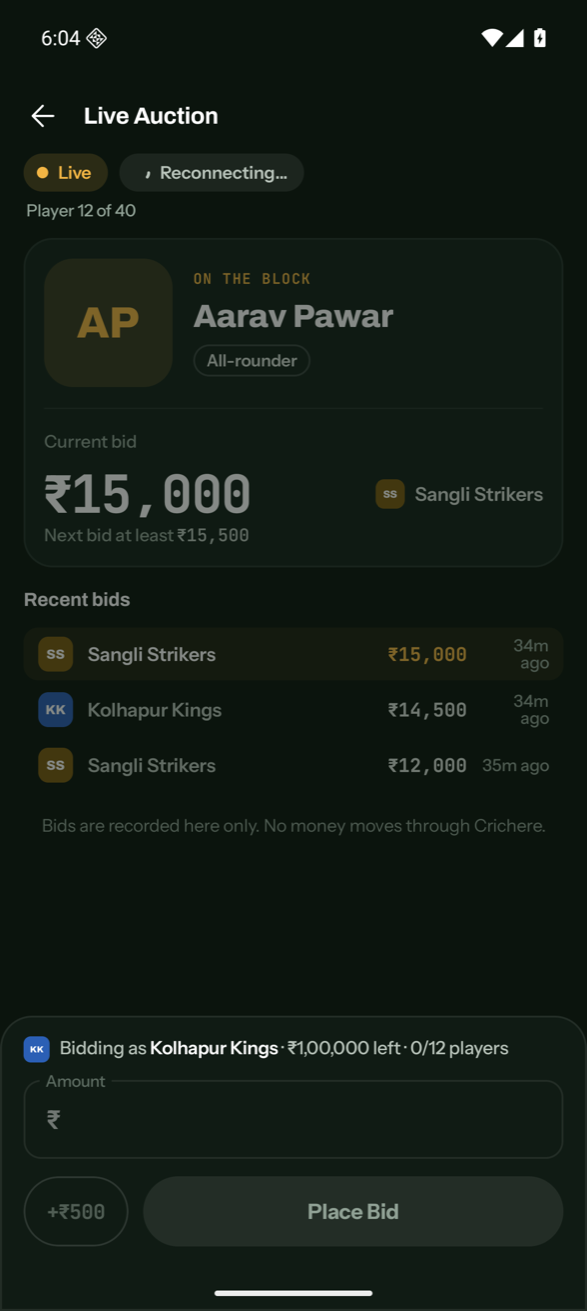 6:04
Live Auction
Live
Reconnecting...
Player 12 of 40
AP
ON THE BLOCK
Aarav Pawar
All-rounder
Current bid
₹15,000
SS Sangli Strikers
Next bid at least ₹15,500
Recent bids
SS Sangli Strikers ₹15,000 34m ago
KK Kolhapur Kings ₹14,500 34m ago
SS Sangli Strikers ₹12,000 35m ago
Bids are recorded here only. No money moves through Crichere.
KK Bidding as Kolhapur Kings · ₹1,00,000 left · 0/12 players
Amount
₹
+₹500
Place Bid